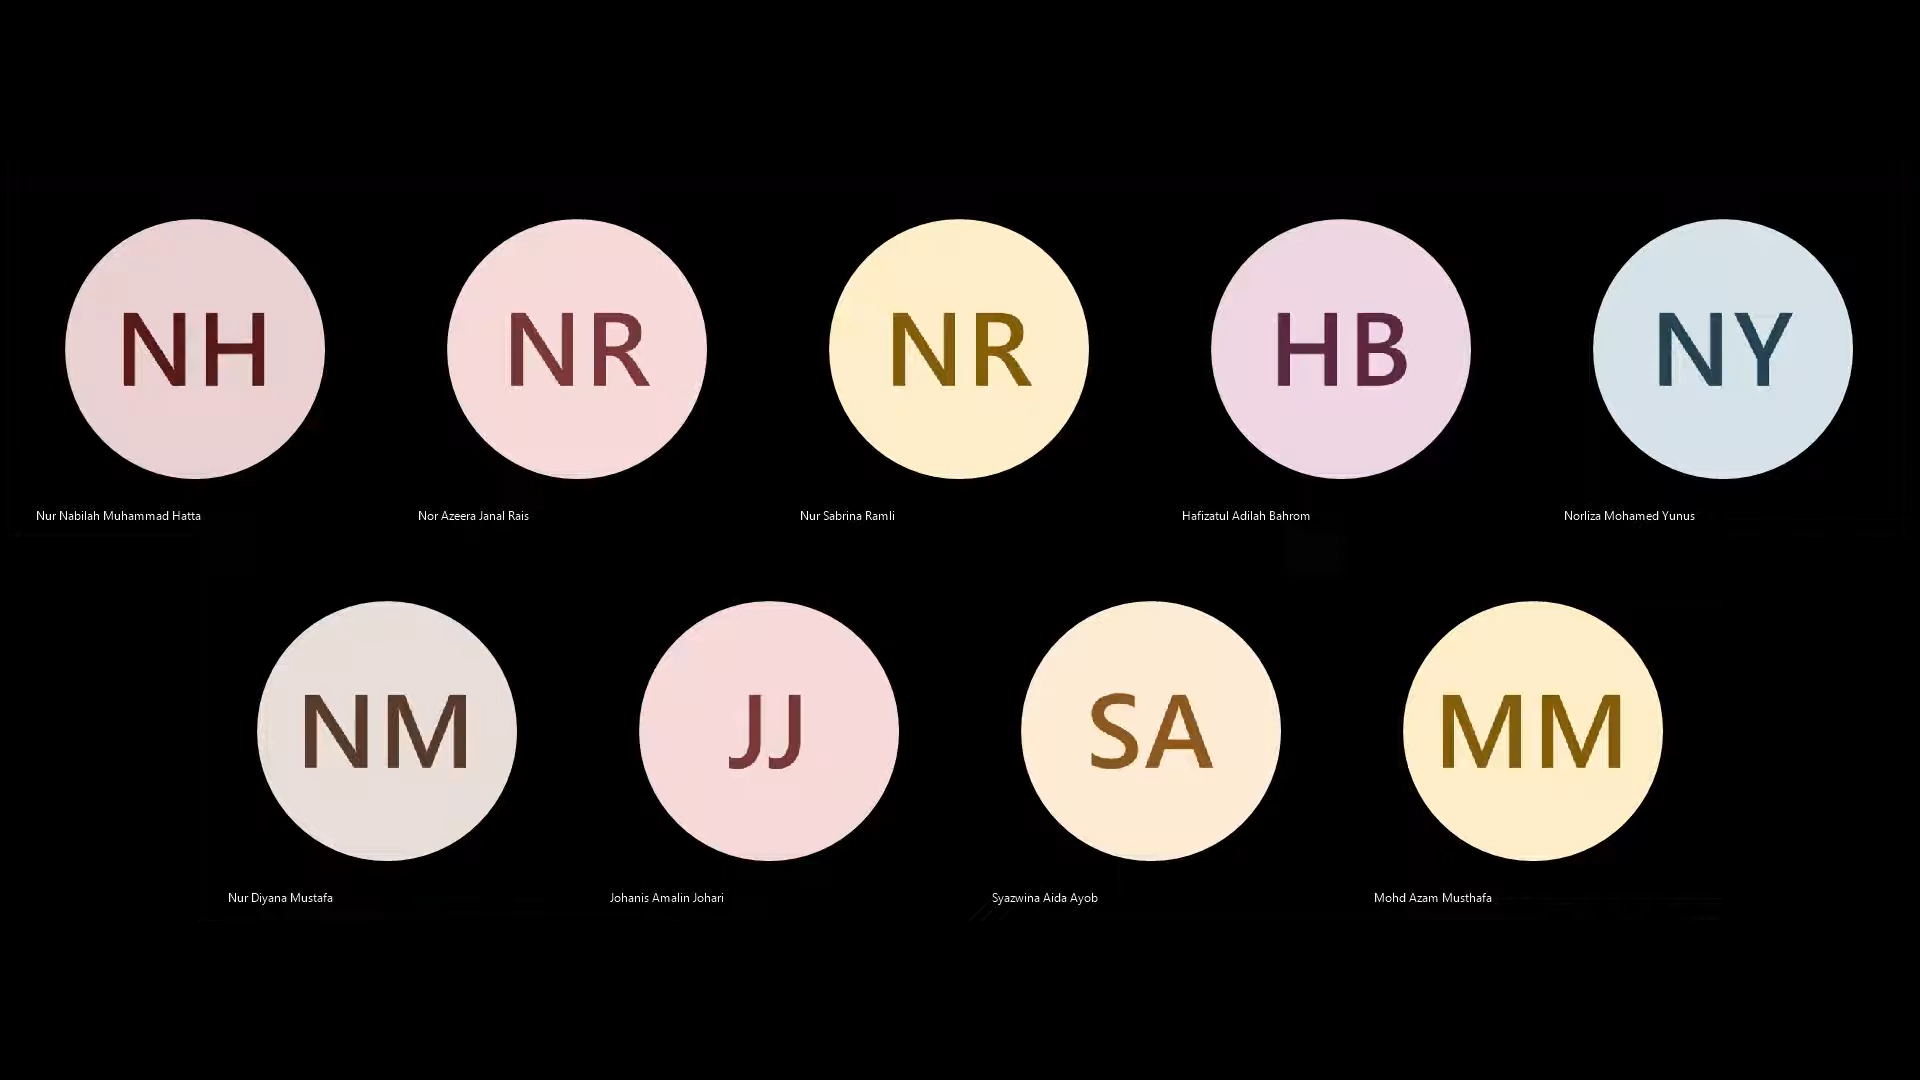 NH
NR
NR
HB
NY
Nur Nabilah Muhammad Hatta
Nor Azeera Janal Rais
Nur Sabrina Ramli
Hafizatul Adilah Bahrom
Norliza Mohamed Yunus
NM
JJ
SA
MM
Nur Diyana Mustafa
Johanis Amalin Johari
Syazwina Aida Ayob
Mohd Azam Musthafa